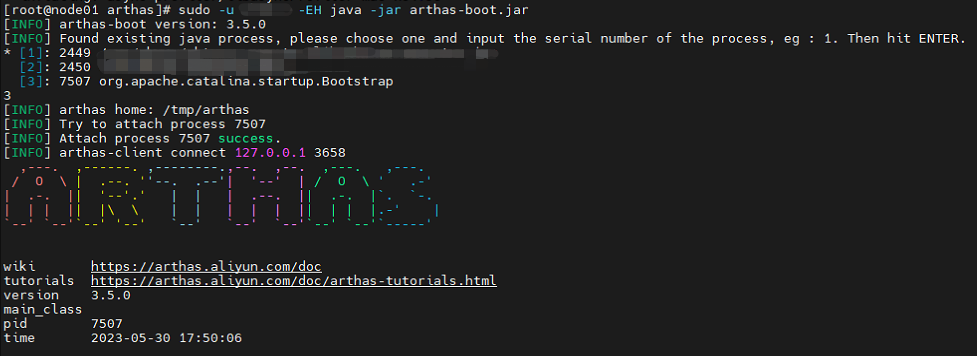 [root@node01 arthas]# sudo -u -EH java -jar arthas-boot.jar
[INFO] arthas-boot version: 3.5.0
[INFO] Found existing java process, please choose one and input the serial number of the process, eg : 1. Then hit ENTER.
* [1]: 2449
[2]: 2450
[3]: 7507 org.apache.catalina.startup.Bootstrap
3
[INFO] arthas home: /tmp/arthas
[INFO] Try to attach process 7507
[INFO] Attach process 7507 success.
[INFO] arthas-client connect 127.0.0.1 3658
ARTHAS
wiki https://arthas.aliyun.com/doc
tutorials https://arthas.aliyun.com/doc/arthas-tutorials.html
version 3.5.0
main_class
pid 7507
time 2023-05-30 17:50:06